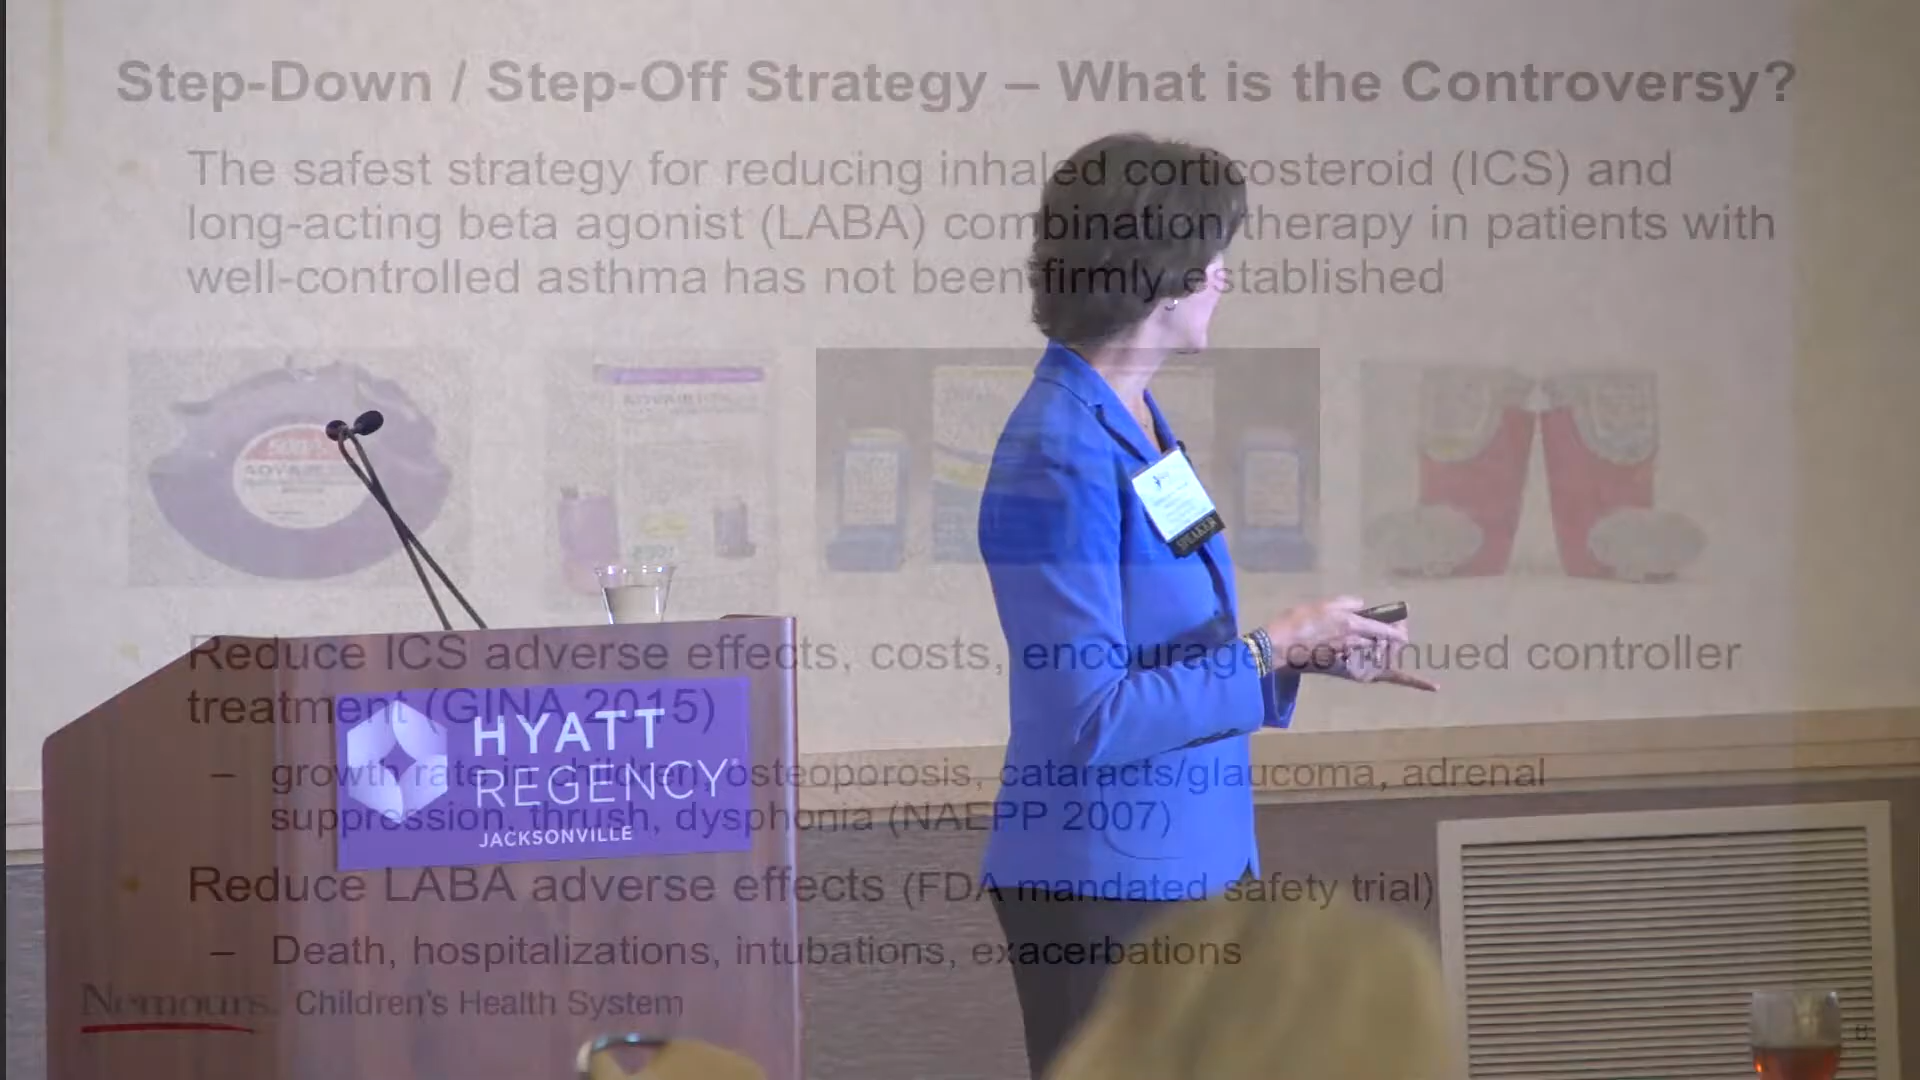 Step-Down / Step-Off Strategy – What is the Controversy?
The safest strategy for reducing inhaled corticosteroid (ICS) and
long-acting beta agonist (LABA) combination therapy in patients with
well-controlled asthma has not been firmly established
ADVAIR
SPEAKER
Reduce ICS adverse effects, costs, encourage continued controller
treatment (GINA 2015)
HYATT
REGENCY
JACKSONVILLE
– growth rate in children, osteoporosis, cataracts/glaucoma, adrenal
suppression, thrush, dysphonia (NAEPP 2007)
Reduce LABA adverse effects (FDA mandated safety trial)
– Death, hospitalizations, intubations, exacerbations
Nemours. Children's Health System
8